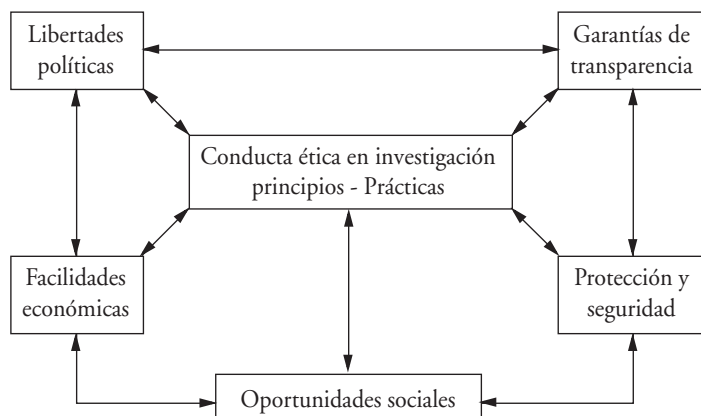 Libertades
políticas
Garantías de
transparencia
Conducta ética en investigación
principios - Prácticas
Facilidades
económicas
Protección y
seguridad
Oportunidades sociales